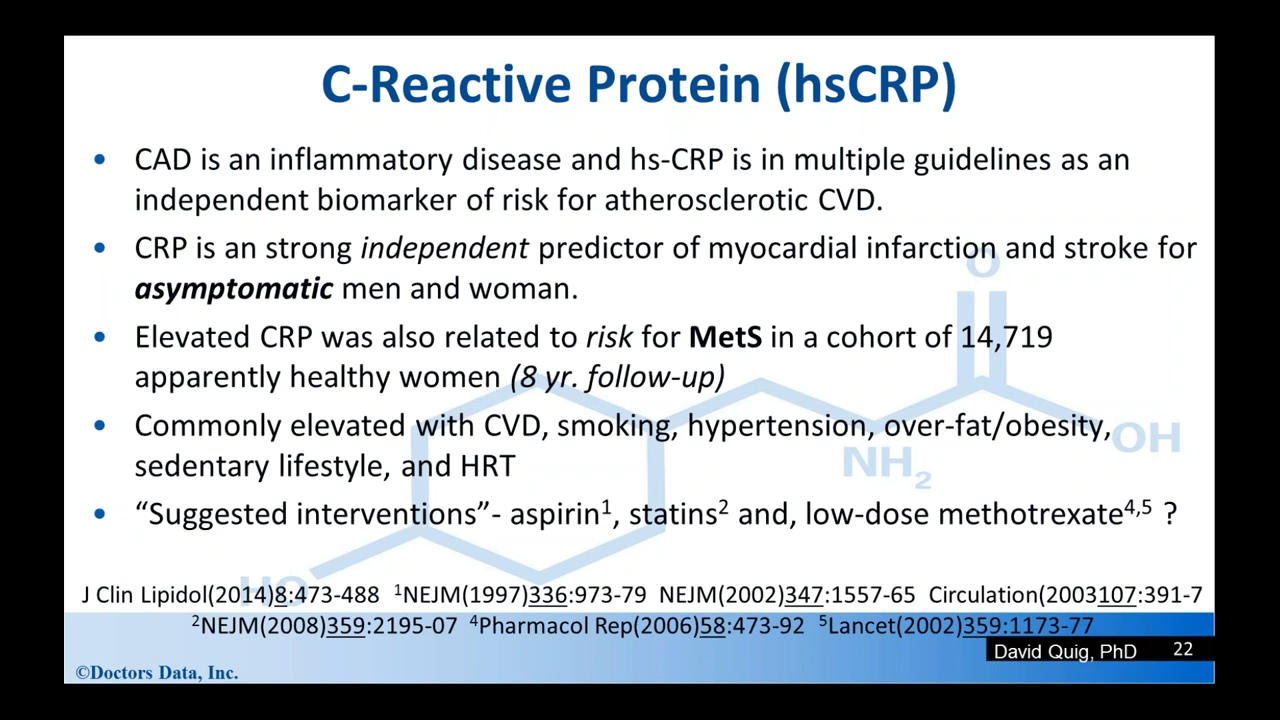 C-Reactive Protein (hsCRP)
• CAD is an inflammatory disease and hs-CRP is in multiple guidelines as an
independent biomarker of risk for atherosclerotic CVD.
• CRP is an strong independent predictor of myocardial infarction and stroke for
asymptomatic men and woman.
• Elevated CRP was also related to risk for MetS in a cohort of 14,719
apparently healthy women (8 yr. follow-up)
• Commonly elevated with CVD, smoking, hypertension, over-fat/obesity,
sedentary lifestyle, and HRT
• “Suggested interventions”- aspirin¹, statins² and, low-dose methotrexate⁴,⁵ ?
O
OH
NH₂
HO
J Clin Lipidol(2014)8:473-488 ¹NEJM(1997)336:973-79 NEJM(2002)347:1557-65 Circulation(2003107:391-7
²NEJM(2008)359:2195-07 ⁴Pharmacol Rep(2006)58:473-92 ⁵Lancet(2002)359:1173-77
David Quig, PhD 22
©Doctors Data, Inc.